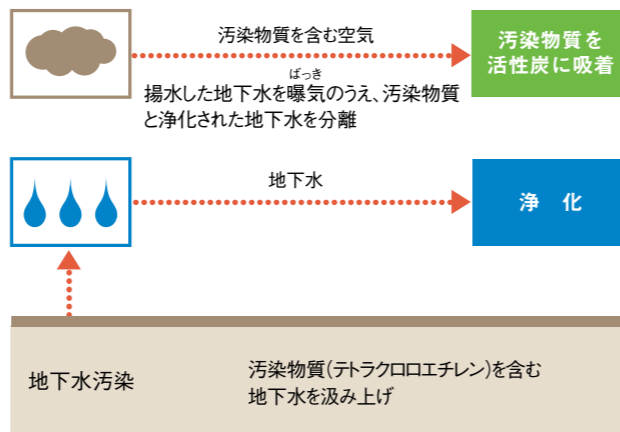 汚染物質を含む空気
汚染物質を
活性炭に吸着
ばっき
揚水した地下水を曝気のうえ、汚染物質
と浄化された地下水を分離
地下水
浄　化
地下水汚染
汚染物質(テトラクロロエチレン)を含む
地下水を汲み上げ